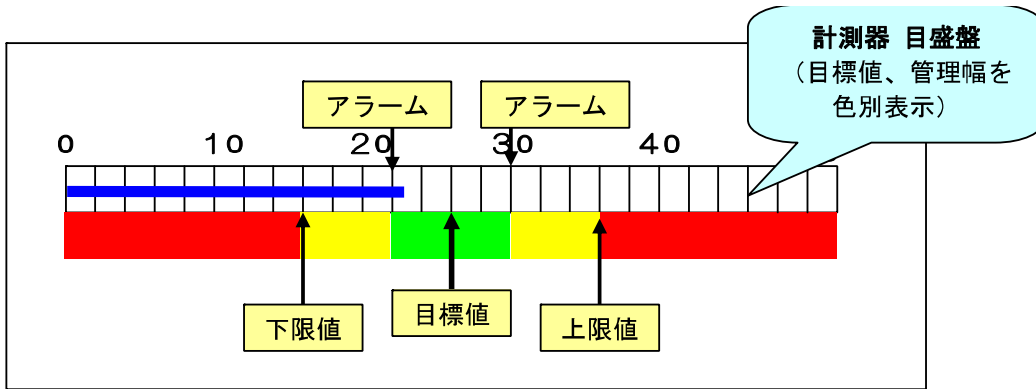 計測器 目盛盤
（目標値、管理幅を
色別表示）
アラーム アラーム
0 10 20 30 40
下限値 目標値 上限値